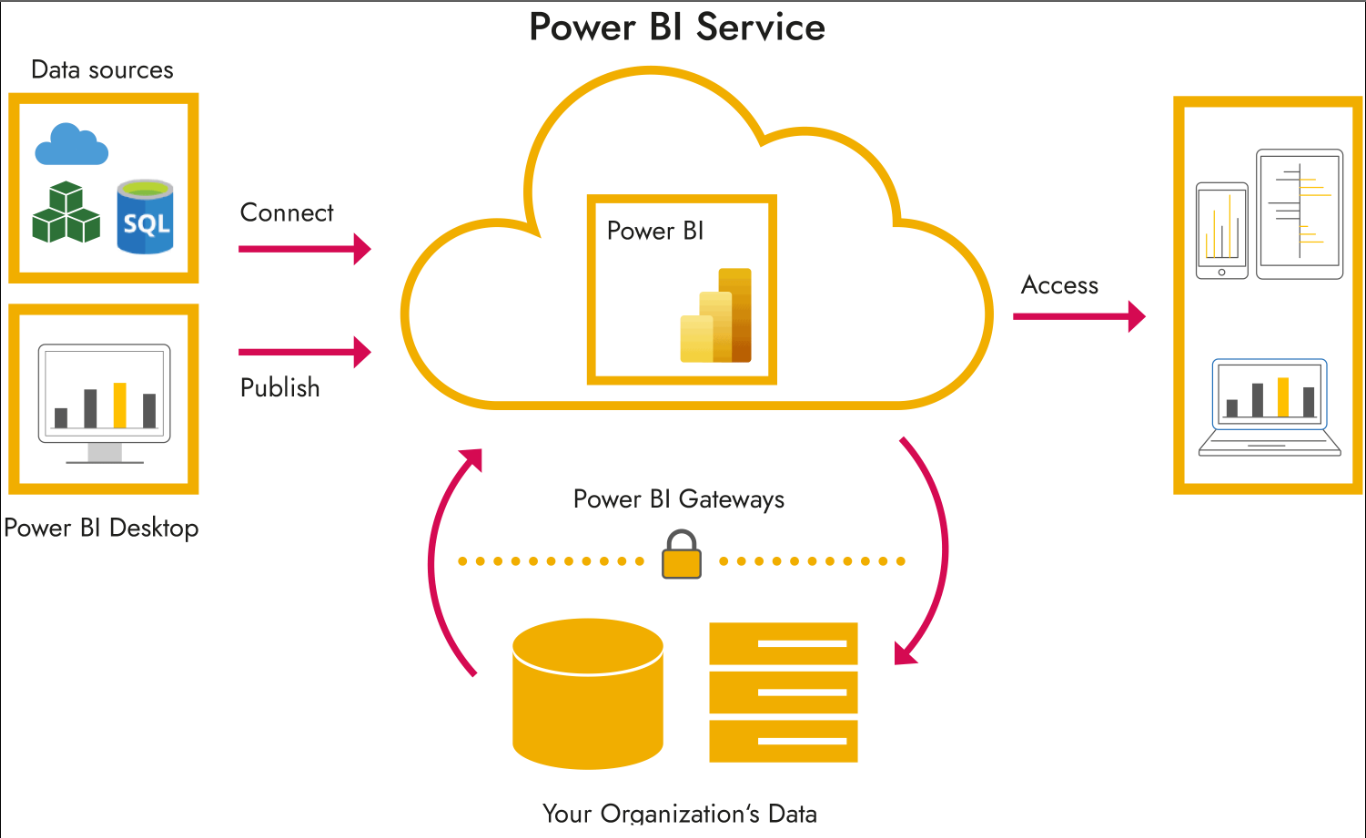 Power BI Service
Data sources
SQL
Connect
Power BI
Access
Publish
Power BI Desktop
Power BI Gateways
Your Organization‘s Data